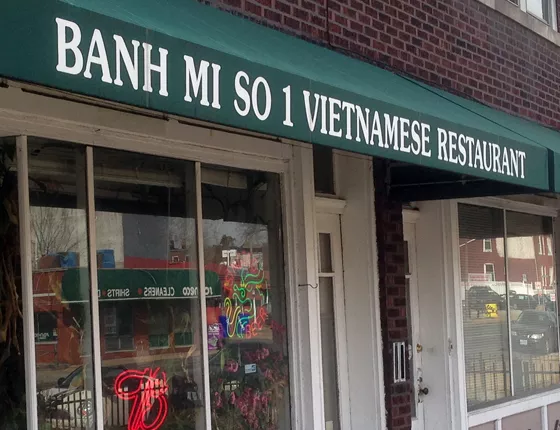 BANH MI SO 1 VIETNAMESE RESTAURANT
CLEANERS
SHIRTS